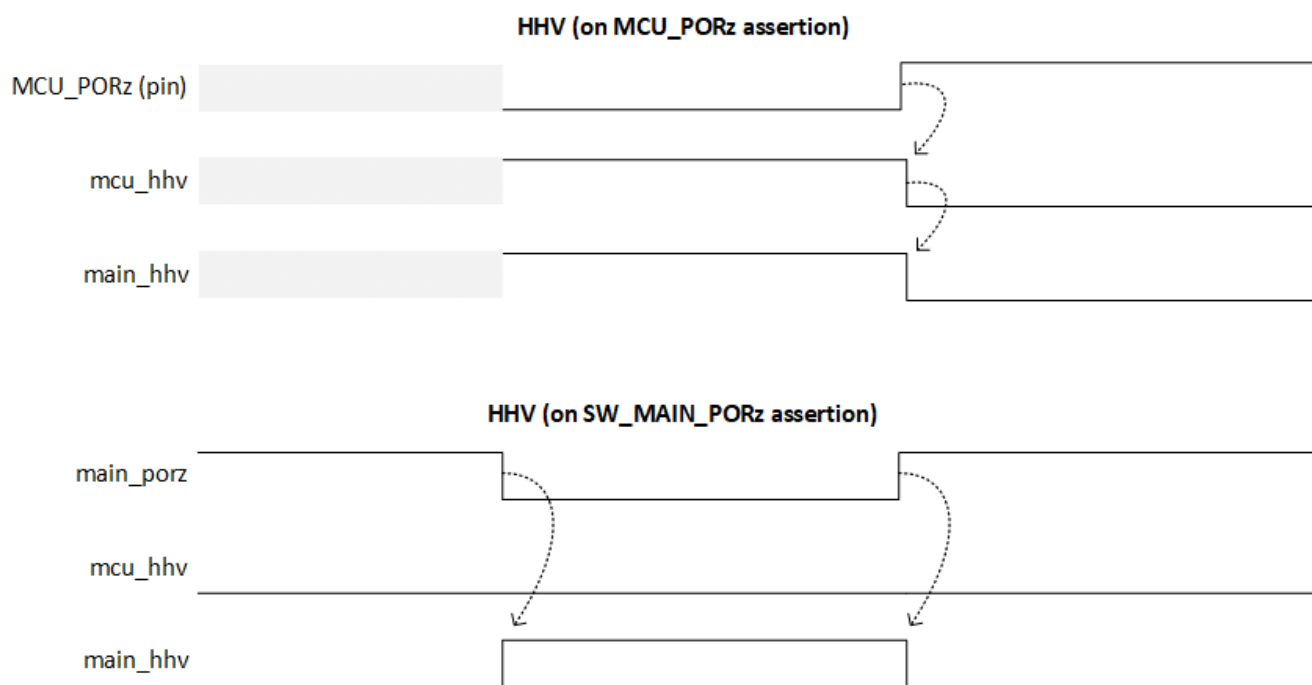 HHV (on MCU_PORz assertion)
MCU_PORz (pin)
mcu_hhv
main_hhv
HHV (on SW_MAIN_PORz assertion)
main_porz
mcu_hhv
main_hhv